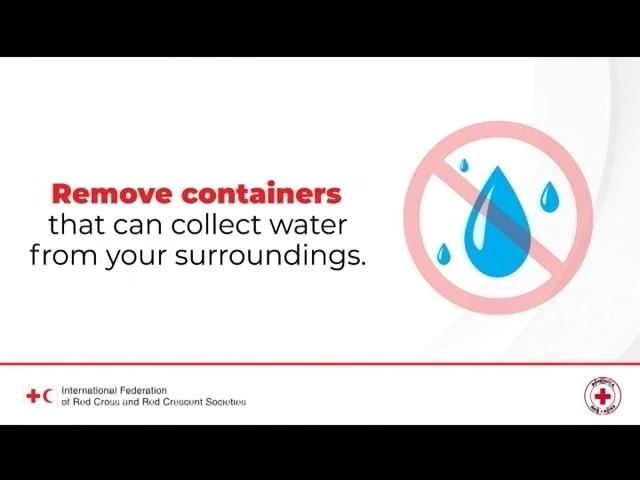 Remove containers
that can collect water
from your surroundings.
International Federation
of Red Cross and Red Crescent Societies